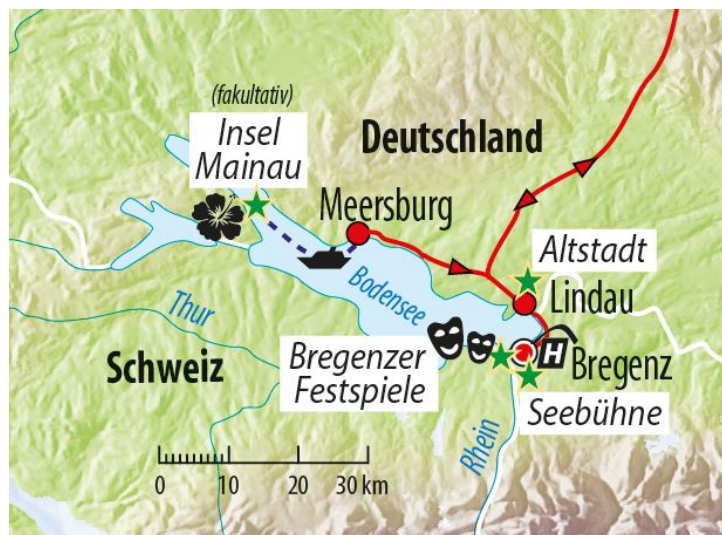 (fakultativ)
Insel
Mainau
Deutschland
Meersburg
Altstadt
Lindau
Bodensee
Thur
Schweiz
Bregenzer
Festspiele
H
Bregenz
Seebühne
Rhein
0 10 20 30 km